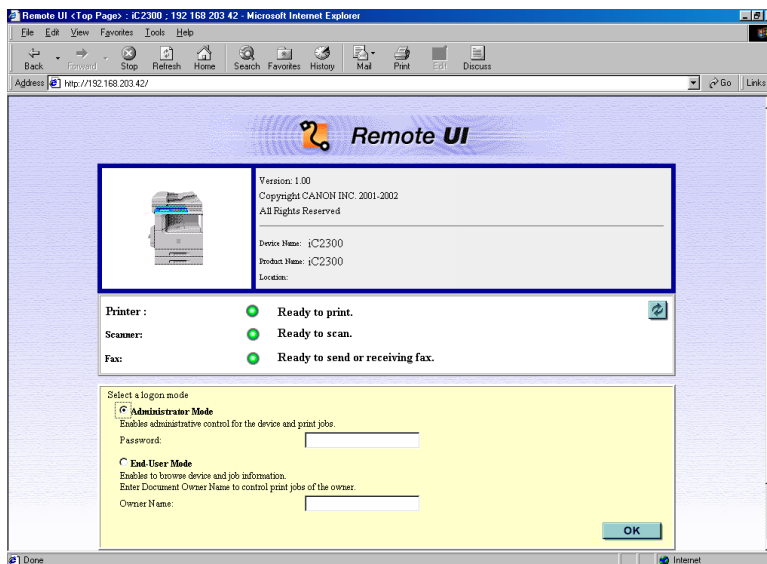 Remote UI <Top Page> : iC2300 ; 192 168 203 42 - Microsoft Internet Explorer
File Edit View Favorites Tools Help
Back Forward Stop Refresh Home Search Favorites History Mail Print Edit Discuss
Address http://192.168.203.42/ Go Links
Remote UI
Version: 1.00
Copyright CANON INC. 2001-2002
All Rights Reserved
Device Name: iC2300
Product Name: iC2300
Location:
Printer : Ready to print.
Scanner: Ready to scan.
Fax: Ready to send or receiving fax.
Select a logon mode
Administrator Mode
Enables administrative control for the device and print jobs.
Password:
End-User Mode
Enables to browse device and job information.
Enter Document Owner Name to control print jobs of the owner.
Owner Name:
OK
Done Internet